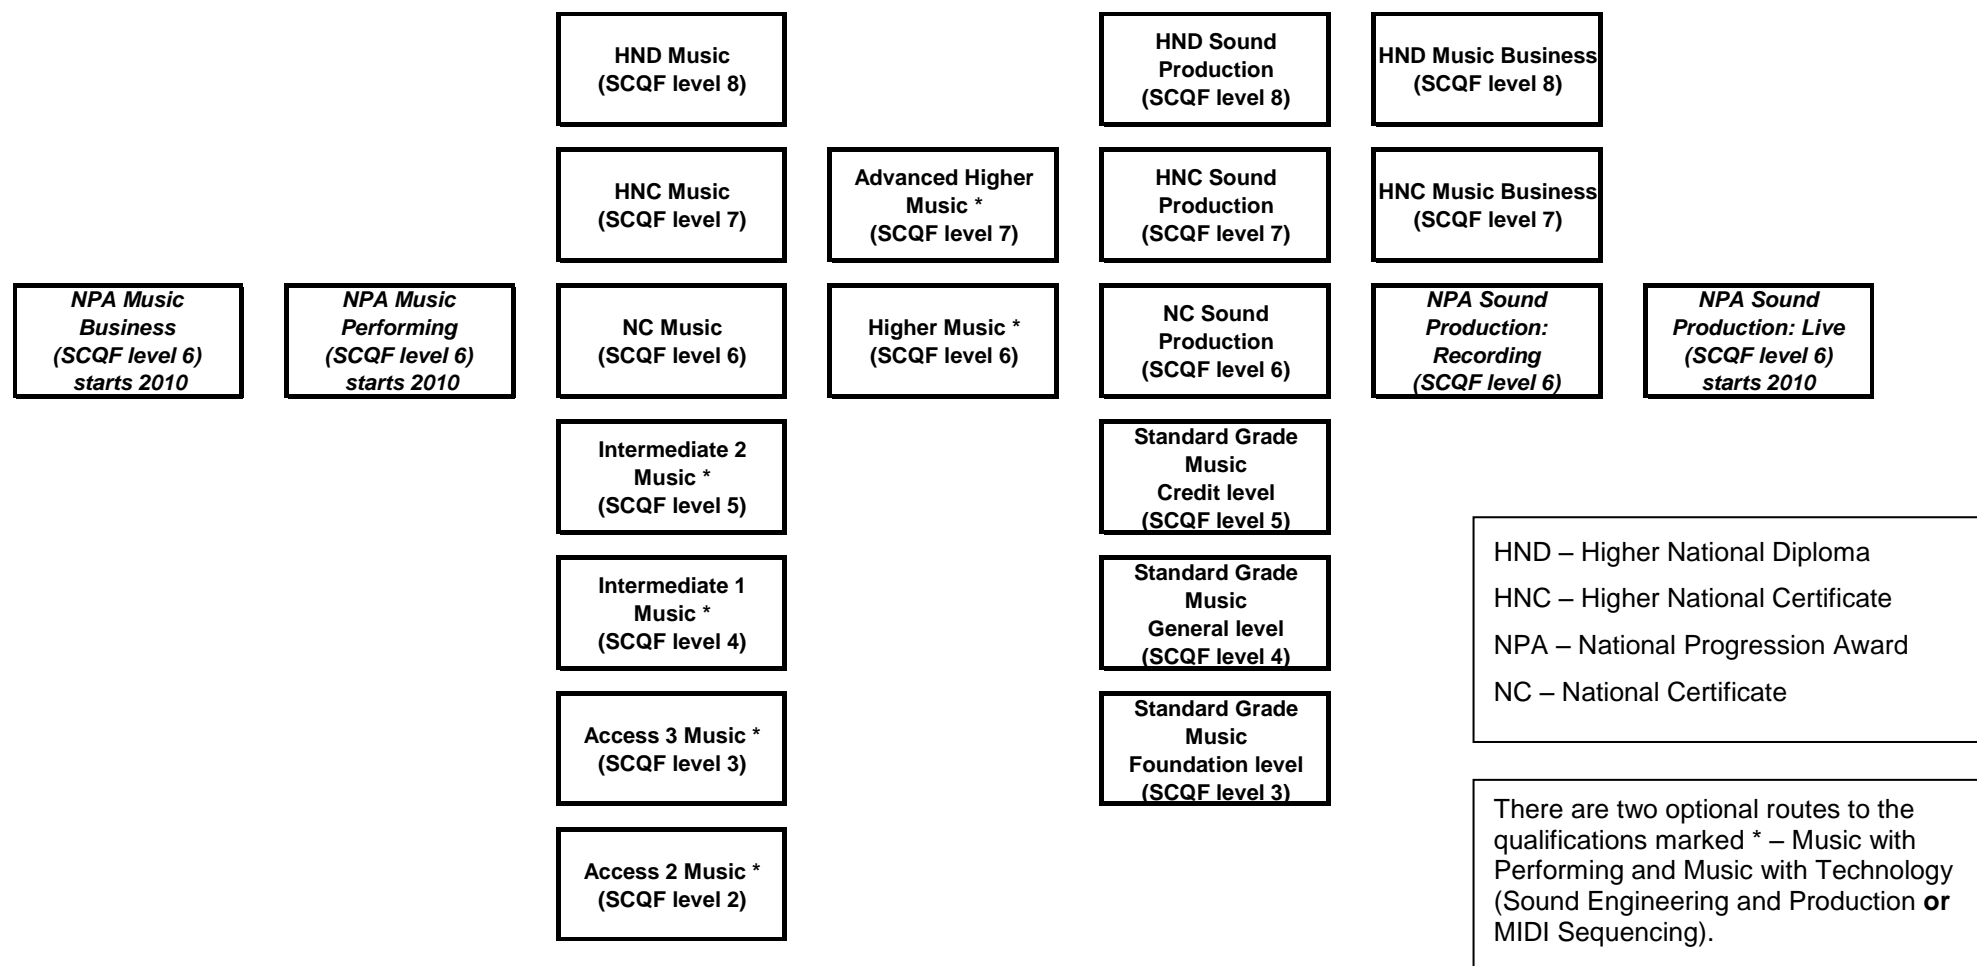 HND Music
(SCQF level 8)
HND Sound
Production
(SCQF level 8)
HND Music Business
(SCQF level 8)
HNC Music
(SCQF level 7)
Advanced Higher
Music *
(SCQF level 7)
HNC Sound
Production
(SCQF level 7)
HNC Music Business
(SCQF level 7)
NPA Music
Business
(SCQF level 6)
starts 2010
NPA Music
Performing
(SCQF level 6)
starts 2010
NC Music
(SCQF level 6)
Higher Music *
(SCQF level 6)
NC Sound
Production
(SCQF level 6)
NPA Sound
Production:
Recording
(SCQF level 6)
NPA Sound
Production: Live
(SCQF level 6)
starts 2010
Intermediate 2
Music *
(SCQF level 5)
Standard Grade
Music
Credit level
(SCQF level 5)
Intermediate 1
Music *
(SCQF level 4)
Standard Grade
Music
General level
(SCQF level 4)
Access 3 Music *
(SCQF level 3)
Standard Grade
Music
Foundation level
(SCQF level 3)
Access 2 Music *
(SCQF level 2)
HND – Higher National Diploma
HNC – Higher National Certificate
NPA – National Progression Award
NC – National Certificate
There are two optional routes to the
qualifications marked * – Music with
Performing and Music with Technology
(Sound Engineering and Production or
MIDI Sequencing).